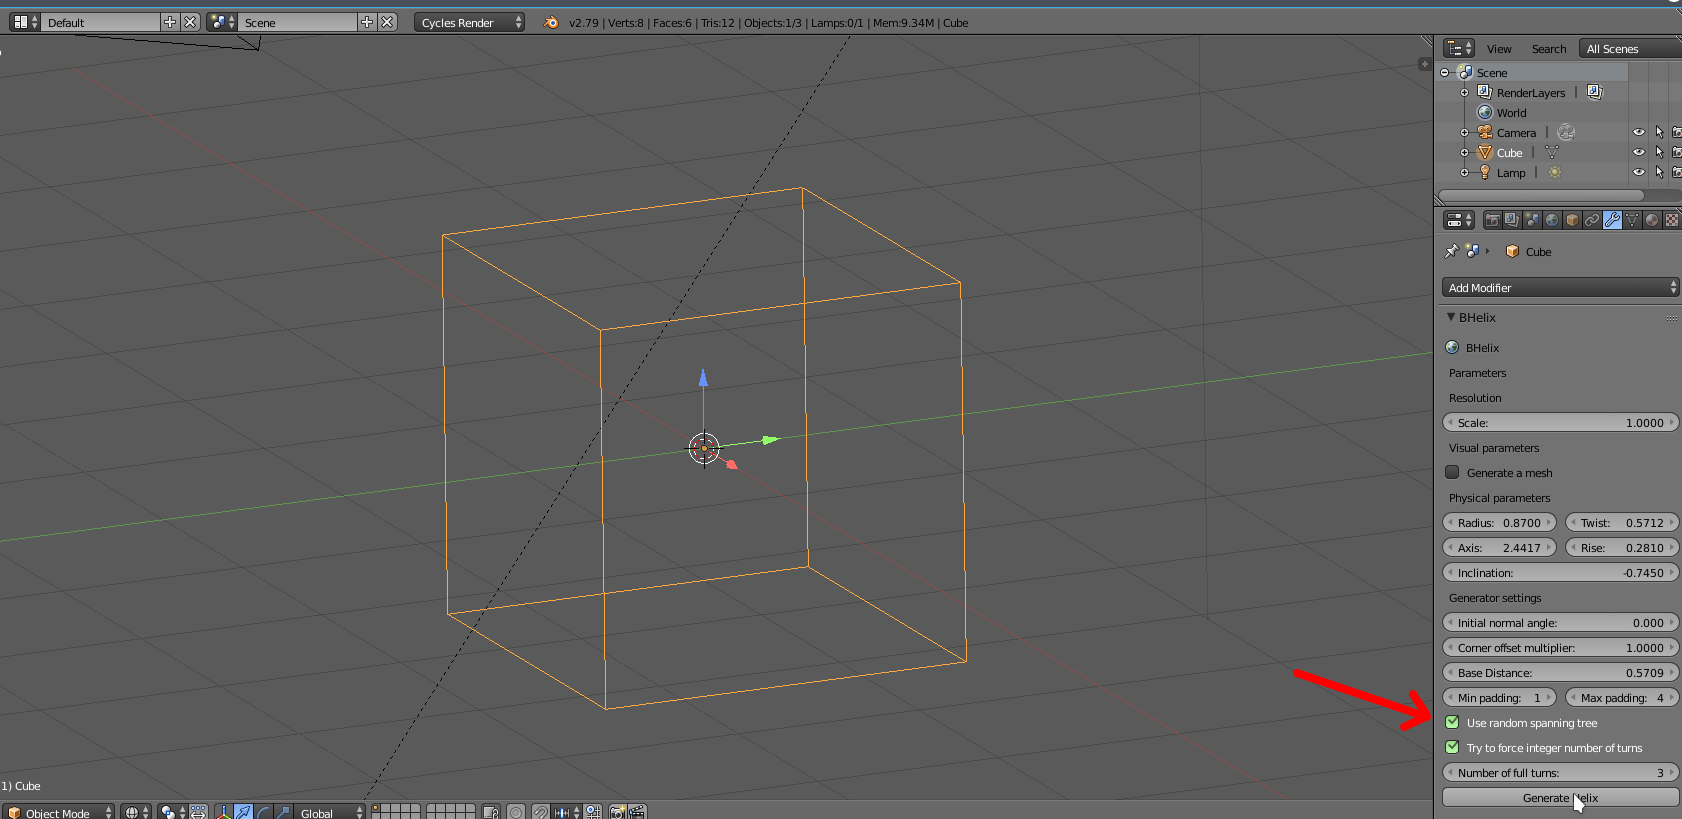 Default
Scene
Cycles Render
v2.79 | Verts:8 | Faces:6 | Tris:12 | Objects:1/3 | Lamps:0/1 | Mem:9.34M | Cube
View Search All Scenes
Scene
RenderLayers
World
Camera
Cube
Lamp
Cube
Add Modifier
BHelix
BHelix
Parameters
Resolution
Scale: 1.0000
Visual parameters
Generate a mesh
Physical parameters
Radius: 0.8700 Twist: 0.5712
Axis: 2.4417 Rise: 0.2810
Inclination: -0.7450
Generator settings
Initial normal angle: 0.000
Corner offset multiplier: 1.0000
Base Distance: 0.5709
Min padding: 1 Max padding: 4
Use random spanning tree
Try to force integer number of turns
Number of full turns: 3
Generate Helix
1) Cube
Object Mode
Global